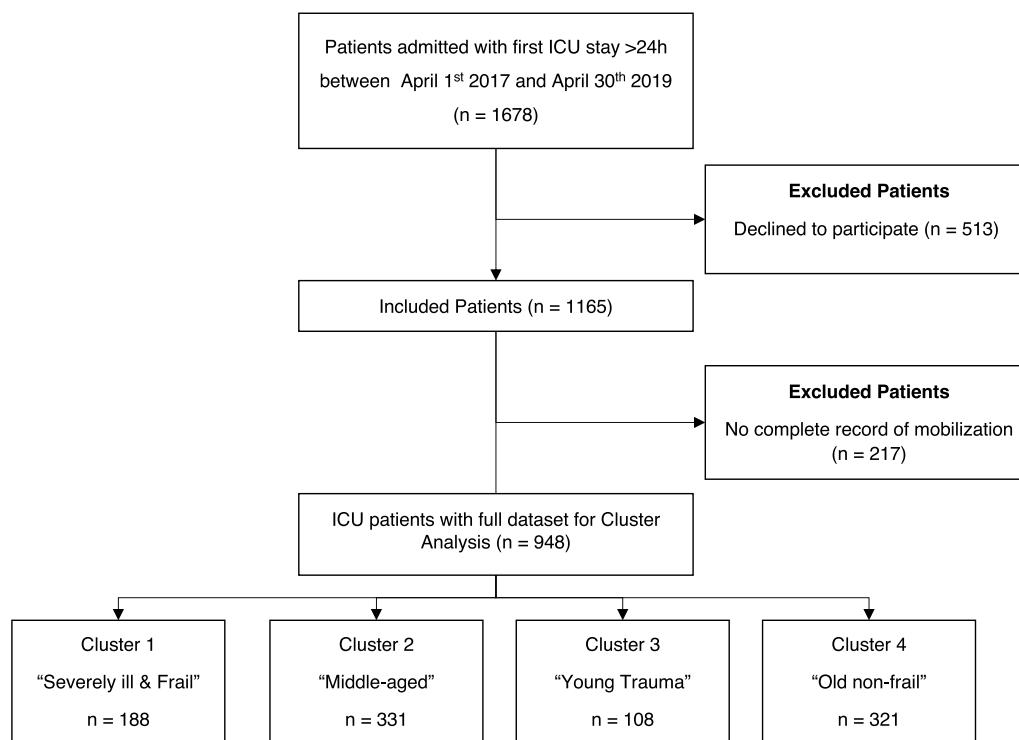 Patients admitted with first ICU stay >24h
between April 1st 2017 and April 30th 2019
(n = 1678)
Excluded Patients
Declined to participate (n = 513)
Included Patients (n = 1165)
Excluded Patients
No complete record of mobilization
(n = 217)
ICU patients with full dataset for Cluster
Analysis (n = 948)
Cluster 1
“Severely ill & Frail”
n = 188
Cluster 2
“Middle-aged”
n = 331
Cluster 3
“Young Trauma”
n = 108
Cluster 4
“Old non-frail”
n = 321